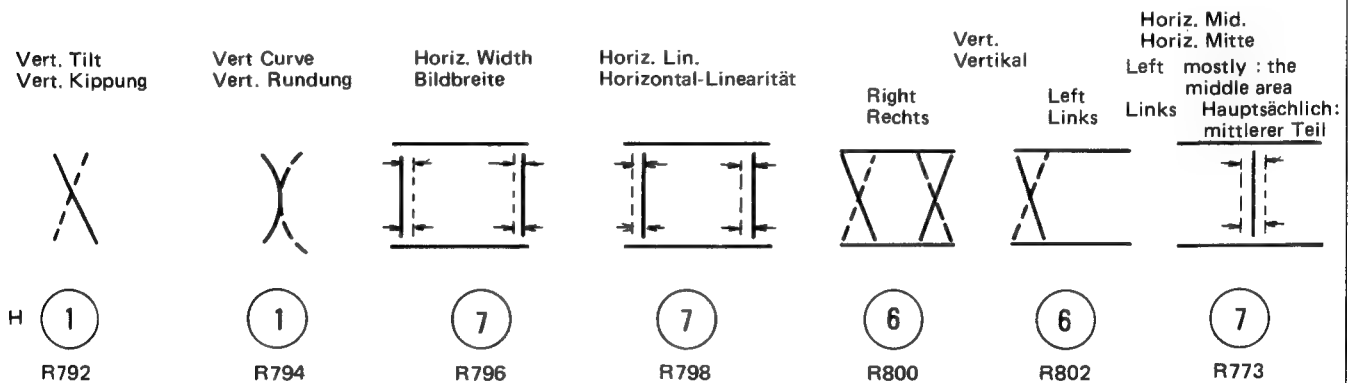 Vert. Tilt
Vert. Kippung
Vert Curve
Vert. Rundung
Horiz. Width
Bildbreite
Horiz. Lin.
Horizontal-Linearität
Vert.
Vertikal
Right
Rechts
Left
Links
Horiz. Mid.
Horiz. Mitte
Left mostly : the
middle area
Links Hauptsächlich:
mittlerer Teil
H 1 1 7 7 6 6 7
R792 R794 R796 R798 R800 R802 R773